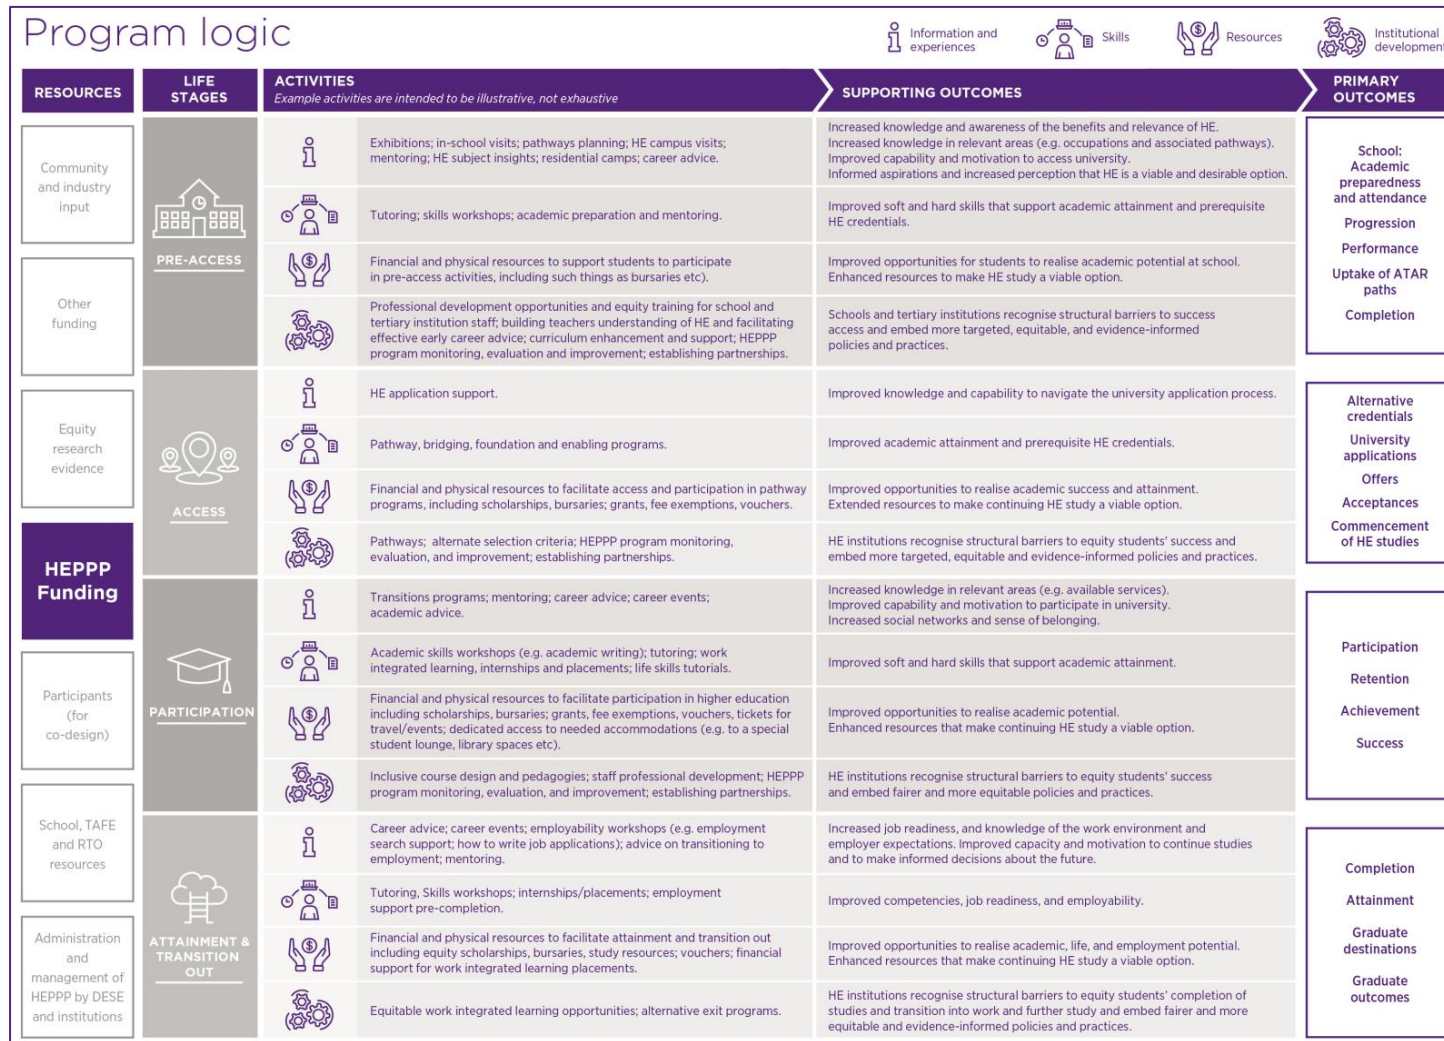 Program logic
Information and
experiences
Skills
Resources
Institutional
development
RESOURCES
LIFE
STAGES
ACTIVITIES
Example activities are intended to be illustrative, not exhaustive
SUPPORTING OUTCOMES
PRIMARY
OUTCOMES
Community
and industry
input
Other
funding
Equity
research
evidence
HEPPP
Funding
Participants
(for
co-design)
School, TAFE
and RTO
resources
Administration
and
management of
HEPPP by DESE
and institutions
PRE-ACCESS
Exhibitions; in-school visits; pathways planning; HE campus visits;
mentoring; HE subject insights; residential camps; career advice.
Increased knowledge and awareness of the benefits and relevance of HE.
Increased knowledge in relevant areas (e.g. occupations and associated pathways).
Improved capability and motivation to access university.
Informed aspirations and increased perception that HE is a viable and desirable option.
Tutoring; skills workshops; academic preparation and mentoring.
Improved soft and hard skills that support academic attainment and prerequisite
HE credentials.
Financial and physical resources to support students to participate
in pre-access activities, including such things as bursaries etc).
Improved opportunities for students to realise academic potential at school.
Enhanced resources to make HE study a viable option.
Professional development opportunities and equity training for school and
tertiary institution staff; building teachers understanding of HE and facilitating
effective early career advice; curriculum enhancement and support; HEPPP
program monitoring, evaluation and improvement; establishing partnerships.
Schools and tertiary institutions recognise structural barriers to success
access and embed more targeted, equitable, and evidence-informed
policies and practices.
School:
Academic
preparedness
and attendance
Progression
Performance
Uptake of ATAR
paths
Completion
ACCESS
HE application support.
Improved knowledge and capability to navigate the university application process.
Pathway, bridging, foundation and enabling programs.
Improved academic attainment and prerequisite HE credentials.
Financial and physical resources to facilitate access and participation in pathway
programs, including scholarships, bursaries; grants, fee exemptions, vouchers.
Improved opportunities to realise academic success and attainment.
Extended resources to make continuing HE study a viable option.
Pathways; alternate selection criteria; HEPPP program monitoring,
evaluation, and improvement; establishing partnerships.
HE institutions recognise structural barriers to equity students' success and
embed more targeted, equitable and evidence-informed policies and practices.
Alternative
credentials
University
applications
Offers
Acceptances
Commencement
of HE studies
PARTICIPATION
Transitions programs; mentoring; career advice; career events;
academic advice.
Increased knowledge in relevant areas (e.g. available services).
Improved capability and motivation to participate in university.
Increased social networks and sense of belonging.
Academic skills workshops (e.g. academic writing); tutoring; work
integrated learning, internships and placements; life skills tutorials.
Improved soft and hard skills that support academic attainment.
Financial and physical resources to facilitate participation in higher education
including scholarships, bursaries; grants, fee exemptions, vouchers, tickets for
travel/events; dedicated access to needed accommodations (e.g. to a special
student lounge, library spaces etc).
Improved opportunities to realise academic potential.
Enhanced resources that make continuing HE study a viable option.
Inclusive course design and pedagogies; staff professional development; HEPPP
program monitoring, evaluation, and improvement; establishing partnerships.
HE institutions recognise structural barriers to equity students' success
and embed fairer and more equitable policies and practices.
Participation
Retention
Achievement
Success
ATTAINMENT &
TRANSITION
OUT
Career advice; career events; employability workshops (e.g. employment
search support; how to write job applications); advice on transitioning to
employment; mentoring.
Increased job readiness, and knowledge of the work environment and
employer expectations. Improved capacity and motivation to continue studies
and to make informed decisions about the future.
Tutoring, Skills workshops; internships/placements; employment
support pre-completion.
Improved competencies, job readiness, and employability.
Financial and physical resources to facilitate attainment and transition out
including equity scholarships, bursaries, study resources; vouchers; financial
support for work integrated learning placements.
Improved opportunities to realise academic, life, and employment potential.
Enhanced resources that make continuing HE study a viable option.
Equitable work integrated learning opportunities; alternative exit programs.
HE institutions recognise structural barriers to equity students' completion of
studies and transition into work and further study and embed fairer and more
equitable and evidence-informed policies and practices.
Completion
Attainment
Graduate
destinations
Graduate
outcomes